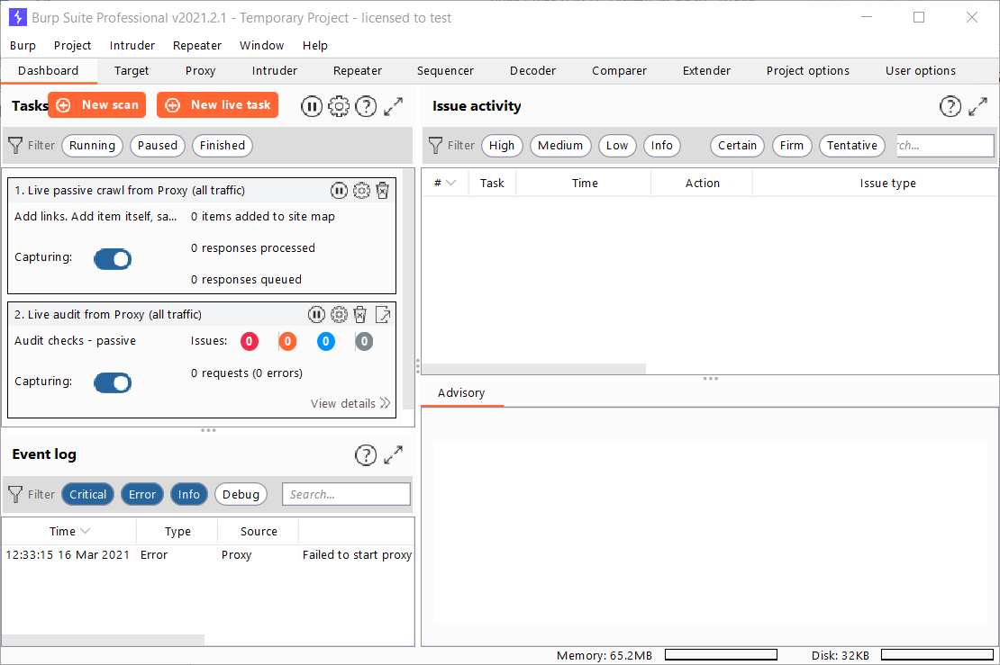 Burp Suite Professional v2021.2.1 - Temporary Project - licensed to test
Burp Project Intruder Repeater Window Help
Dashboard Target Proxy Intruder Repeater Sequencer Decoder Comparer Extender Project options User options
Tasks New scan New live task
Filter Running Paused Finished
1. Live passive crawl from Proxy (all traffic)
Add links. Add item itself, sa... 0 items added to site map
0 responses processed
Capturing:
0 responses queued
2. Live audit from Proxy (all traffic)
Audit checks - passive Issues: 0 0 0 0
0 requests (0 errors)
Capturing:
View details
Event log
Filter Critical Error Info Debug Search...
Time Type Source
12:33:15 16 Mar 2021 Error Proxy Failed to start proxy
Issue activity
Filter High Medium Low Info Certain Firm Tentative rch...
# Task Time Action Issue type
Advisory
Memory: 65.2MB Disk: 32KB